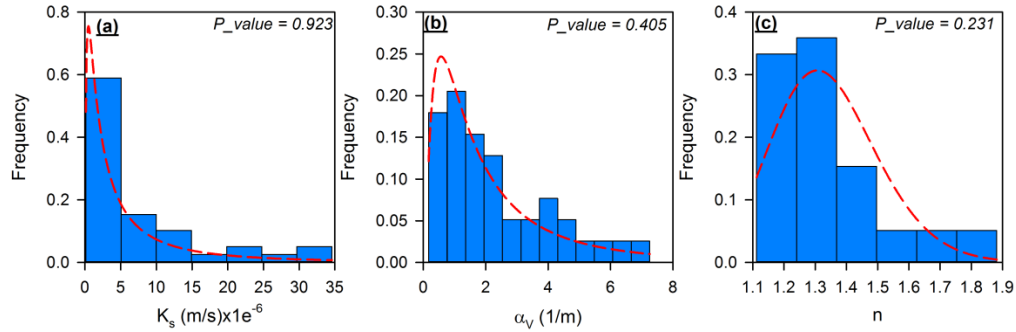 (a)
P_value = 0.923
0.8
0.6
0.4
0.2
0.0
Frequency
0 5 10 15 20 25 30 35
Ks (m/s)x1e-6
(b)
P_value = 0.405
0.30
0.25
0.20
0.15
0.10
0.05
0.00
Frequency
0 2 4 6 8
αV (1/m)
(c)
P_value = 0.231
0.4
0.3
0.2
0.1
0.0
Frequency
1.1 1.2 1.3 1.4 1.5 1.6 1.7 1.8 1.9
n